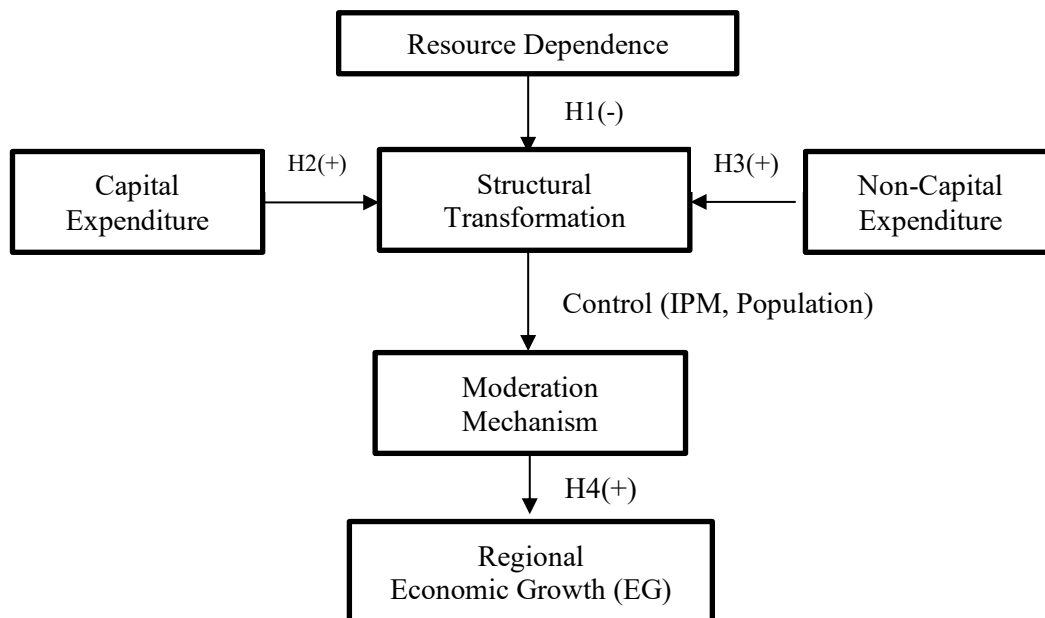 Resource Dependence
H1(-)
H2(+)
H3(+)
Capital
Expenditure
Structural
Transformation
Non-Capital
Expenditure
Control (IPM, Population)
Moderation
Mechanism
H4(+)
Regional
Economic Growth (EG)